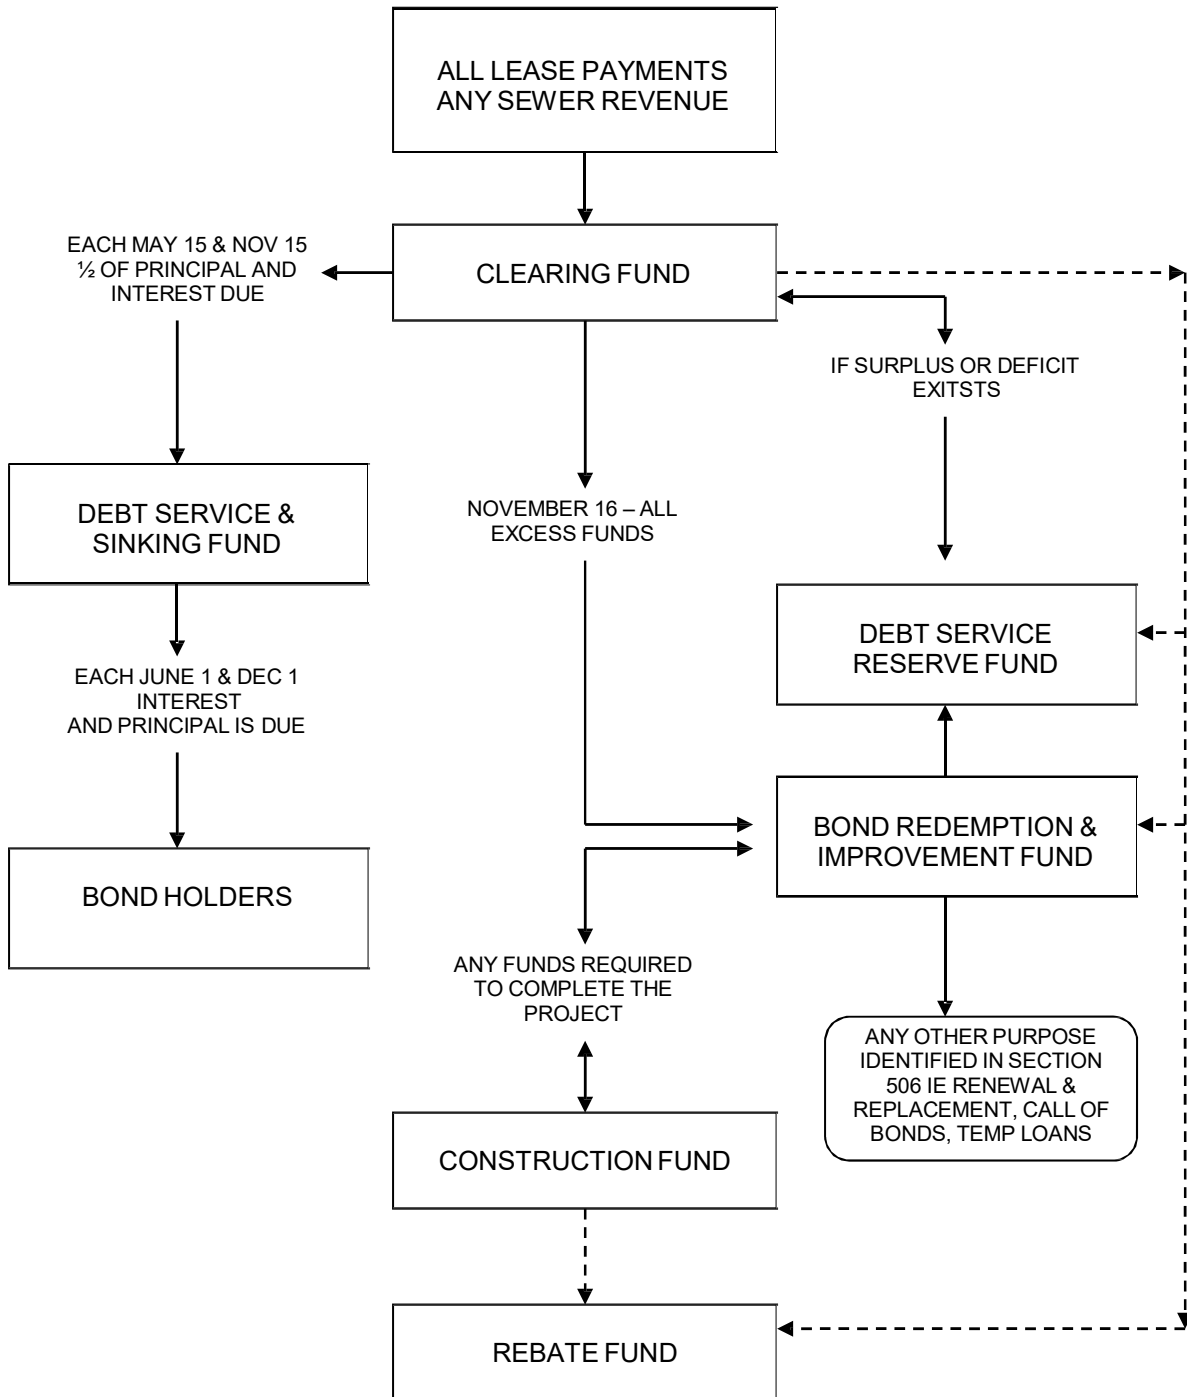 ALL LEASE PAYMENTS
ANY SEWER REVENUE
EACH MAY 15 & NOV 15
½ OF PRINCIPAL AND
INTEREST DUE
CLEARING FUND
IF SURPLUS OR DEFICIT
EXITSTS
DEBT SERVICE &
SINKING FUND
NOVEMBER 16 – ALL
EXCESS FUNDS
DEBT SERVICE
RESERVE FUND
EACH JUNE 1 & DEC 1
INTEREST
AND PRINCIPAL IS DUE
BOND REDEMPTION &
IMPROVEMENT FUND
BOND HOLDERS
ANY FUNDS REQUIRED
TO COMPLETE THE
PROJECT
ANY OTHER PURPOSE
IDENTIFIED IN SECTION
506 IE RENEWAL &
REPLACEMENT, CALL OF
BONDS, TEMP LOANS
CONSTRUCTION FUND
REBATE FUND